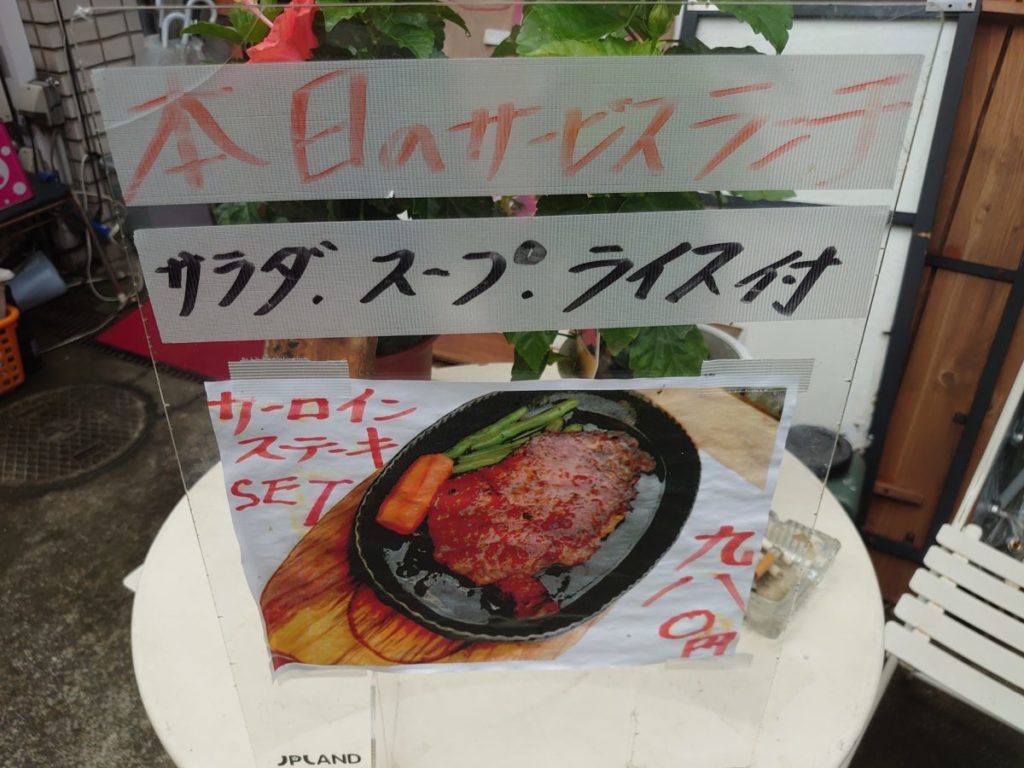 本日のサービスランチ
サラダ.スープ.ライス付
サーロイン
ステーキ
SET
九八〇円
JPLAND